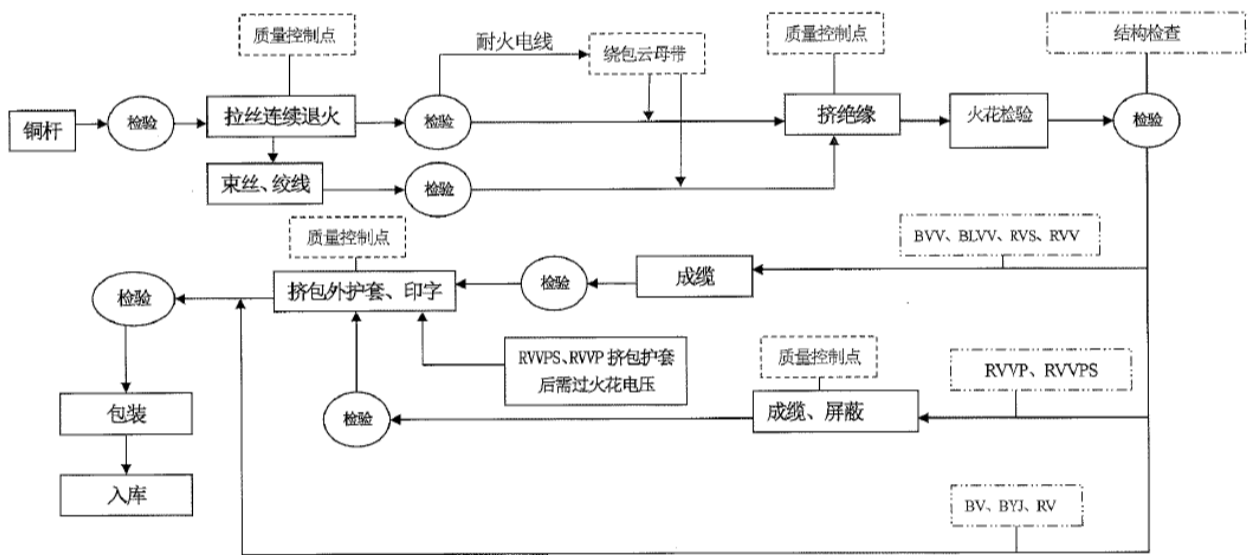 质量控制点
耐火电线
绕包云母带
质量控制点
结构检查
铜杆
检验
拉丝连续退火
检验
挤绝缘
火花检验
检验
束丝、绞线
检验
质量控制点
BVV、BLVV、RVS、RVV
检验
挤包外护套、印字
检验
成缆
RVVPS、RVVP 挤包护套
后需过火花电压
质量控制点
RVVP、RVVPS
包装
检验
成缆、屏蔽
入库
BV、BYJ、RV